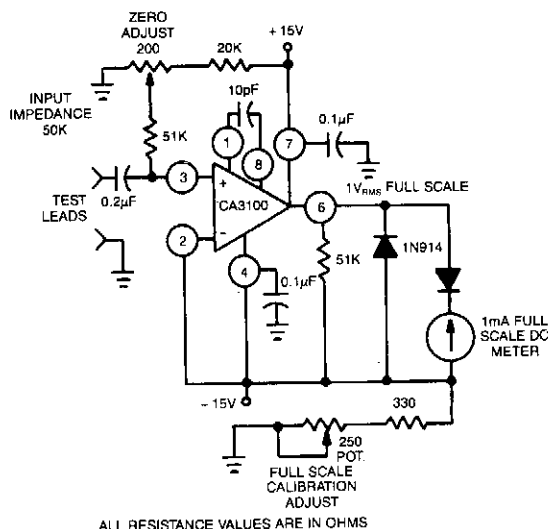 ZERO
ADJUST
200
20K
+ 15V
INPUT
IMPEDANCE
50K
51K
10pF
0.1µF
1
8
7
TEST
LEADS
0.2µF
3
+
CA3100
6
1VRMS FULL SCALE
2
−
4
0.1µF
51K
1N914
1mA FULL
SCALE DC
METER
− 15V
250
POT.
330
FULL SCALE
CALIBRATION
ADJUST
ALL RESISTANCE VALUES ARE IN OHMS